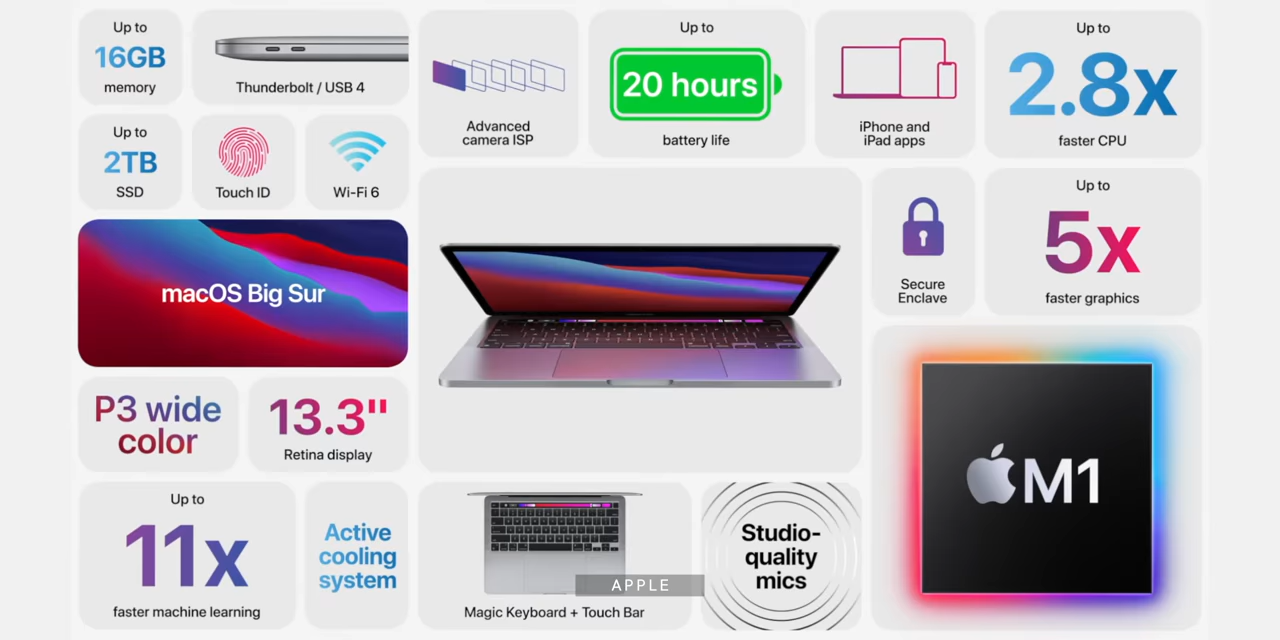 Up to
16GB
memory
Thunderbolt / USB 4
Up to
2TB
SSD
Touch ID
Wi-Fi 6
macOS Big Sur
P3 wide
color
13.3"
Retina display
Up to
11x
faster machine learning
Active
cooling
system
Advanced
camera ISP
Up to
20 hours
battery life
iPhone and
iPad apps
Up to
2.8x
faster CPU
Secure
Enclave
Up to
5x
faster graphics
M1
APPLE
Magic Keyboard + Touch Bar
Studio-
quality
mics